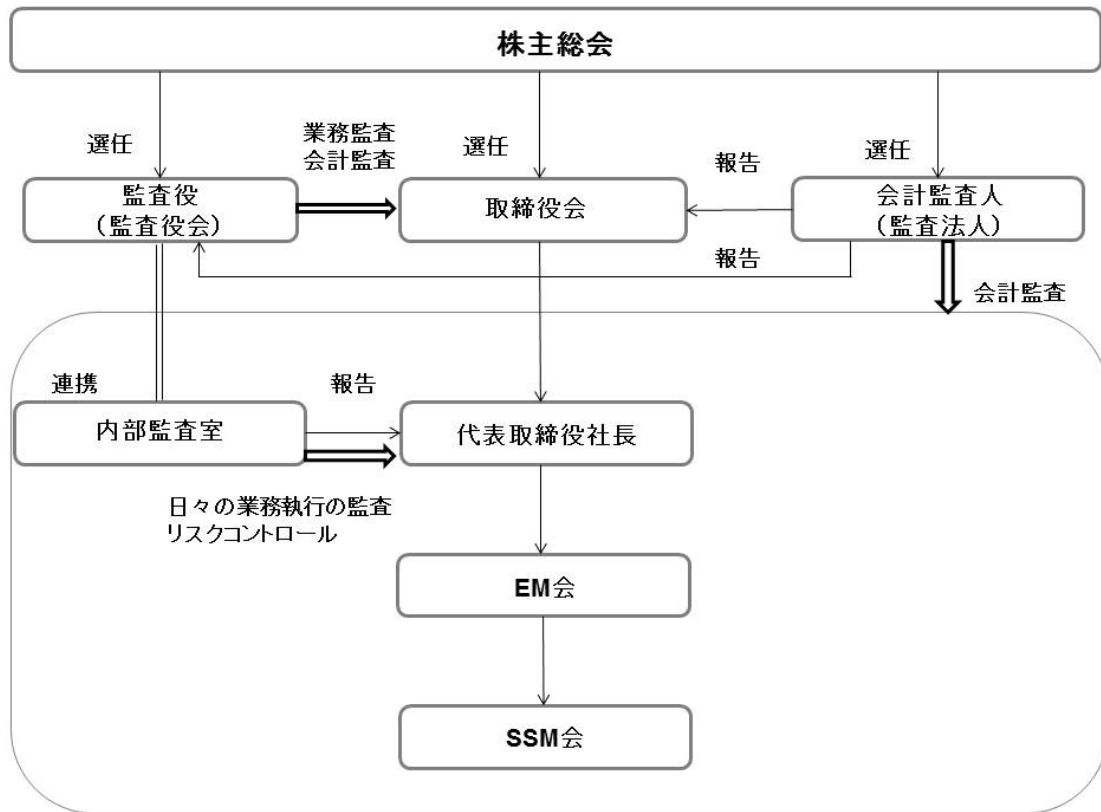 株主総会
選任
業務監査
会計監査
選任
報告
選任
監査役
（監査役会）
取締役会
会計監査人
（監査法人）
報告
会計監査
連携
報告
内部監査室
代表取締役社長
日々の業務執行の監査
リスクコントロール
EM会
SSM会